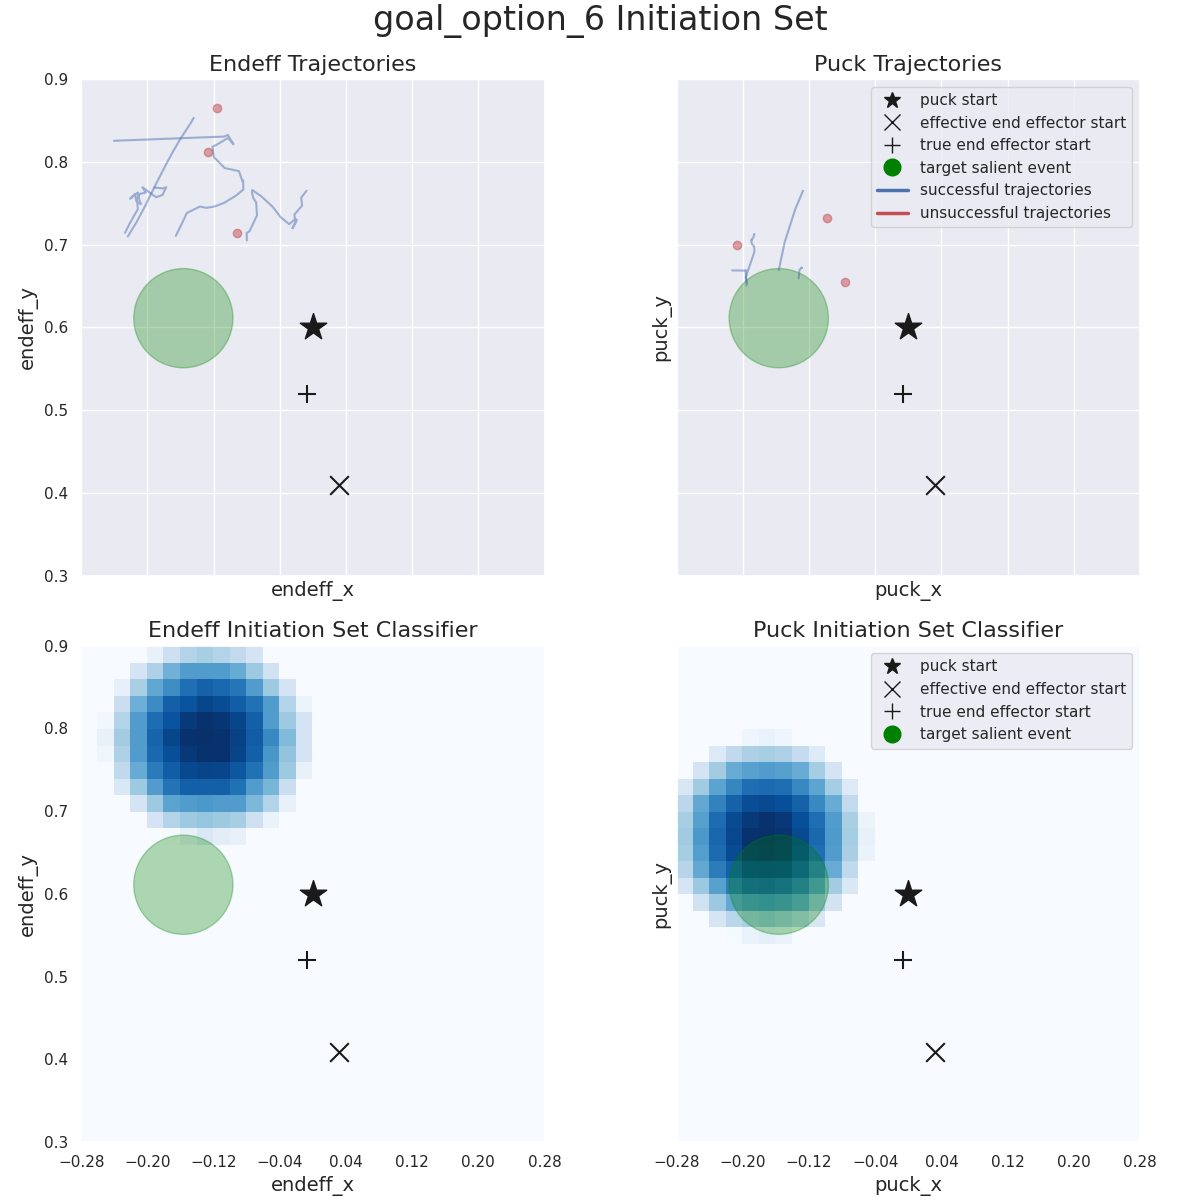 goal_option_6 Initiation Set
Endeff Trajectories
0.9
0.8
0.7
0.6
0.5
0.4
0.3
endeff_y
endeff_x
Puck Trajectories
puck start
effective end effector start
true end effector start
target salient event
successful trajectories
unsuccessful trajectories
puck_y
puck_x
Endeff Initiation Set Classifier
0.9
0.8
0.7
0.6
0.5
0.4
0.3
endeff_y
−0.28 −0.20 −0.12 −0.04 0.04 0.12 0.20 0.28
endeff_x
Puck Initiation Set Classifier
puck start
effective end effector start
true end effector start
target salient event
puck_y
−0.28 −0.20 −0.12 −0.04 0.04 0.12 0.20 0.28
puck_x